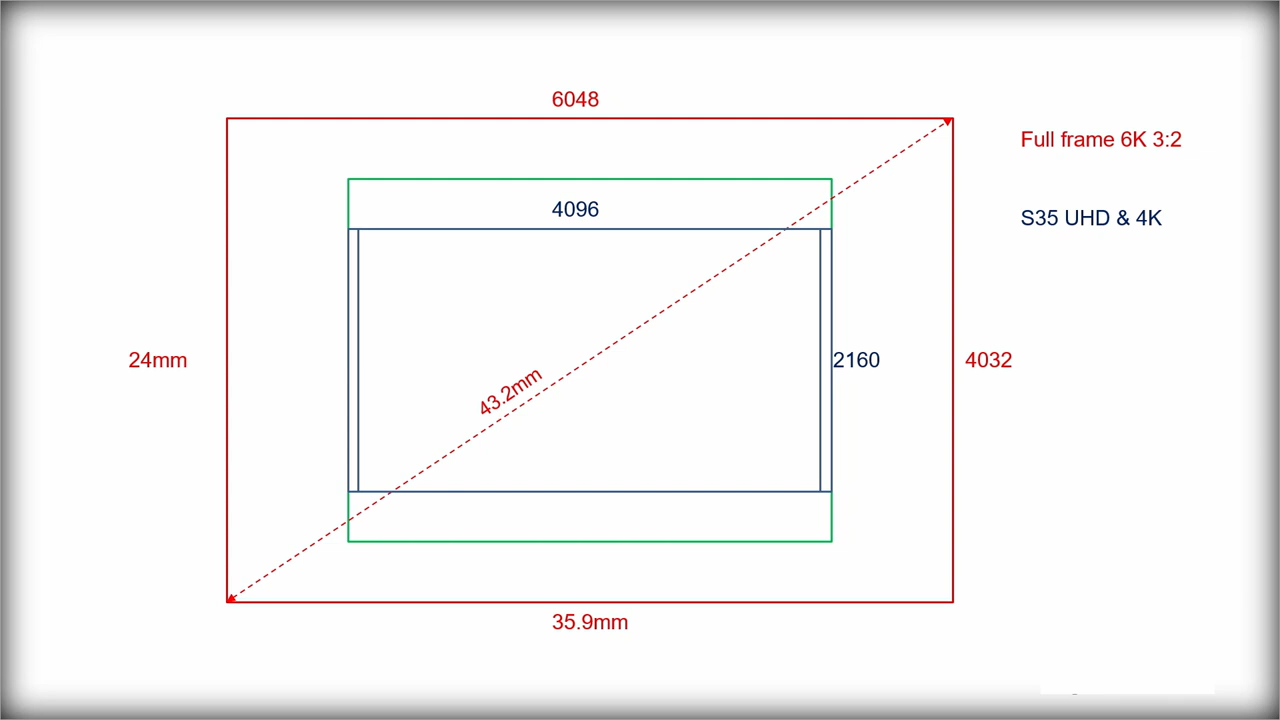 6048
Full frame 6K 3:2
4096
S35 UHD & 4K
24mm
43.2mm
2160
4032
35.9mm